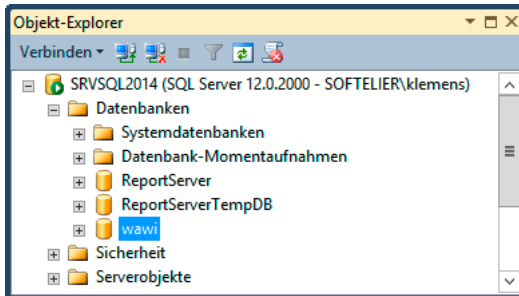 Objekt-Explorer
Verbinden
SRVSQL2014 (SQL Server 12.0.2000 - SOFTELIER\klemens)
Datenbanken
Systemdatenbanken
Datenbank-Momentaufnahmen
ReportServer
ReportServerTempDB
wawi
Sicherheit
Serverobjekte